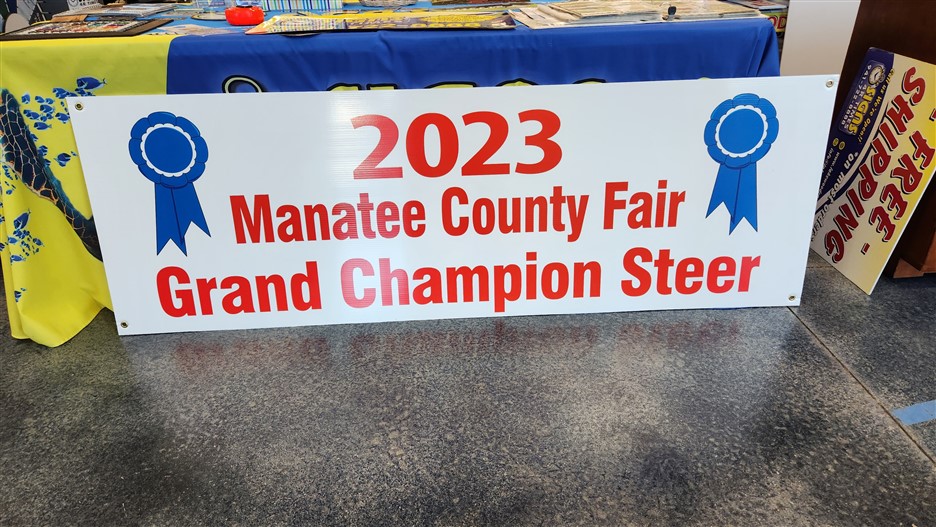 2023
Manatee County Fair
Grand Champion Steer
SIGNS
FREE
SHIPPING